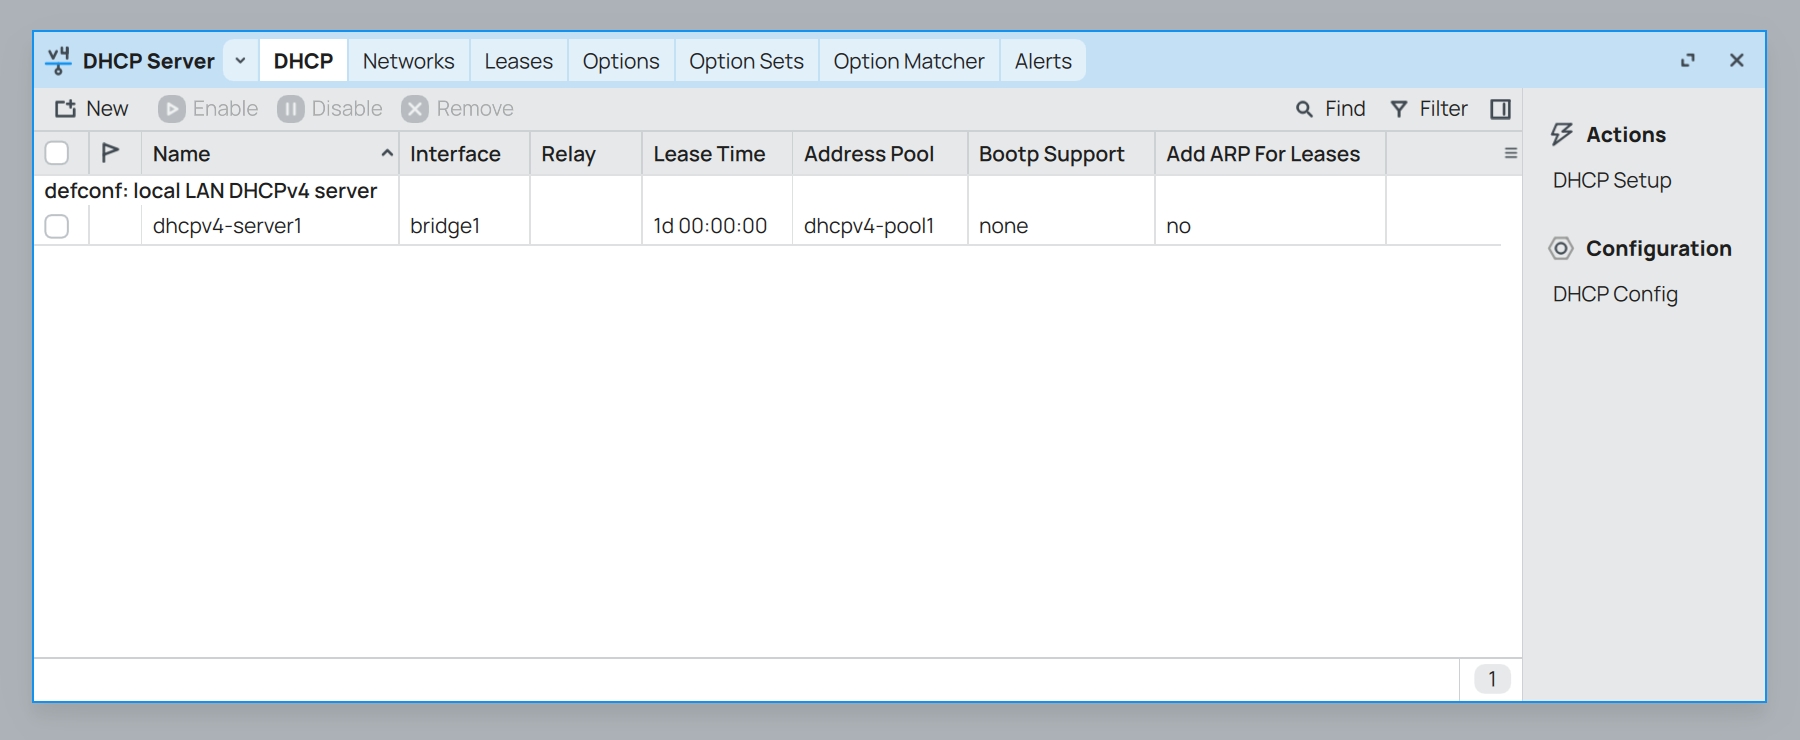 v4 DHCP Server DHCP Networks Leases Options Option Sets Option Matcher Alerts
New Enable Disable Remove Find Filter
Name Interface Relay Lease Time Address Pool Bootp Support Add ARP For Leases
defconf: local LAN DHCPv4 server
dhcpv4-server1 bridge1 1d 00:00:00 dhcpv4-pool1 none no
1
Actions
DHCP Setup
Configuration
DHCP Config